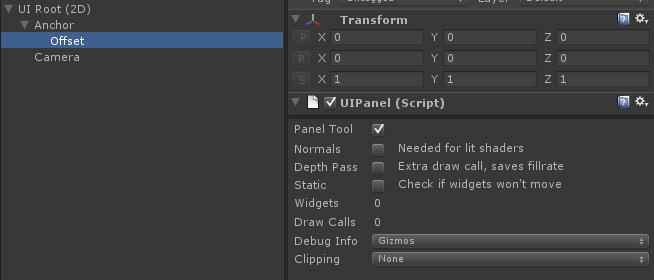 UI Root (2D)
Anchor
Offset
Camera
Transform
P X 0 Y 0 Z 0
R X 0 Y 0 Z 0
S X 1 Y 1 Z 1
UIPanel (Script)
Panel Tool
Normals Needed for lit shaders
Depth Pass Extra draw call, saves fillrate
Static Check if widgets won't move
Widgets 0
Draw Calls 0
Debug Info Gizmos
Clipping None